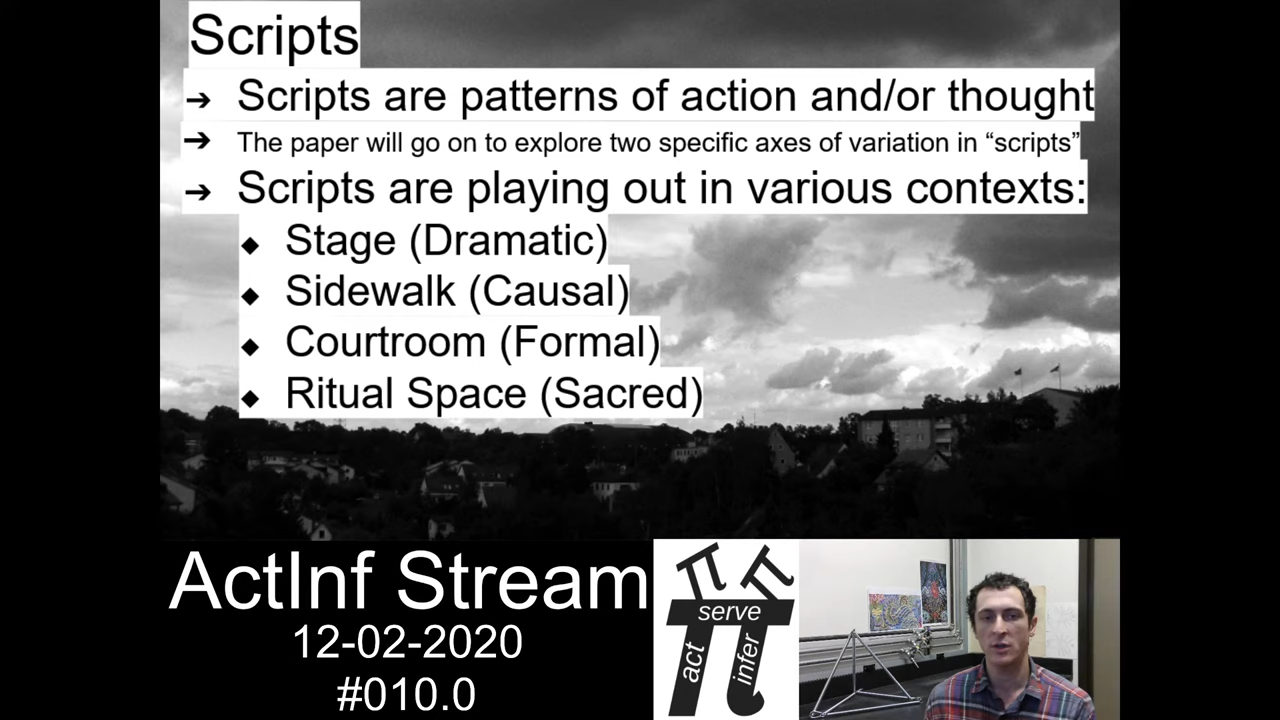 Scripts
➔ Scripts are patterns of action and/or thought
➔ The paper will go on to explore two specific axes of variation in “scripts”
➔ Scripts are playing out in various contexts:
◆ Stage (Dramatic)
◆ Sidewalk (Causal)
◆ Courtroom (Formal)
◆ Ritual Space (Sacred)
ActInf Stream
12-02-2020
#010.0
serve
act
infer